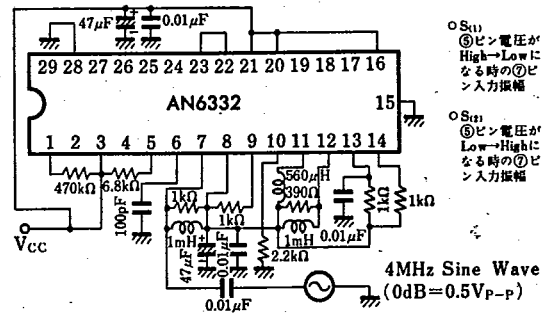 47μF
+
−
0.01μF
29 28 27 26 25 24 23 22 21 20 19 18 17 16
AN6332
15
1 2 3 4 5 6 7 8 9 10 11 12 13 14
470kΩ
6.8kΩ
100pF
1kΩ
1kΩ
560μH
390Ω
1mH
1mH
47μF
+
0.01μF
2.2kΩ
0.01μF
1kΩ
1kΩ
VCC
0.01μF
4MHz Sine Wave
(0dB=0.5VP-P)
○S(1)
⑤ピン電圧が
High→Lowに
なる時の⑦ピ
ン入力振幅
○S(2)
⑤ピン電圧が
Low→Highに
なる時の⑦ピ
ン入力振幅